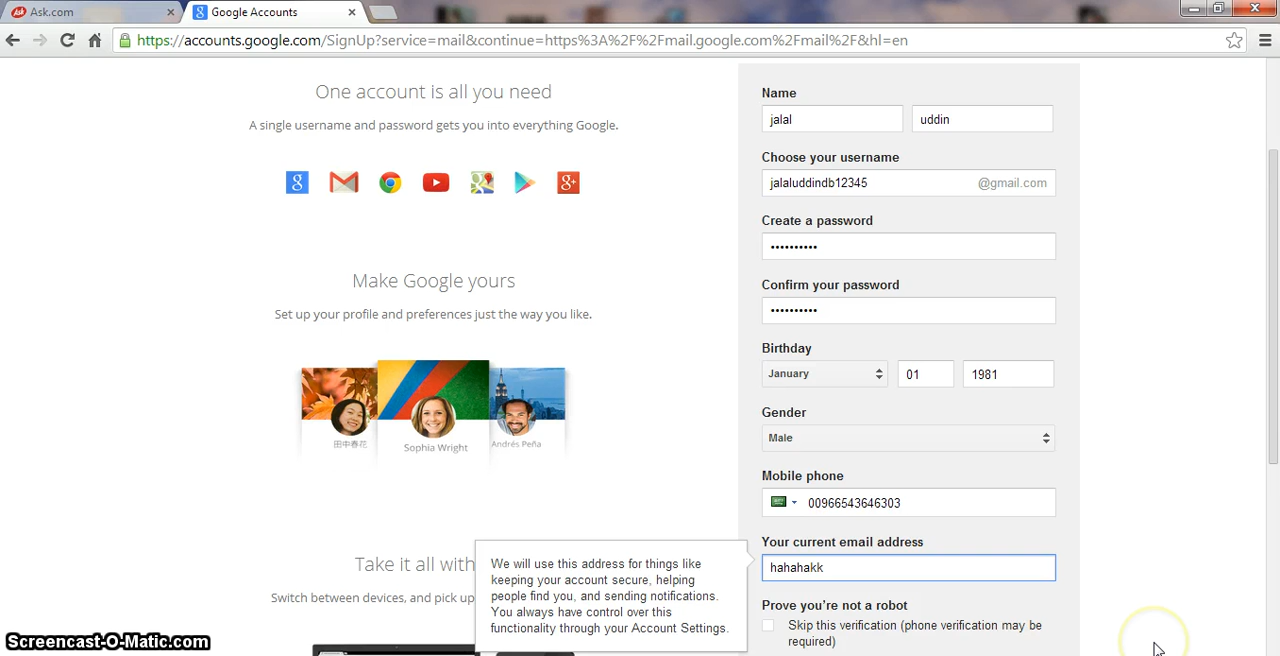 Ask.com
Google Accounts
https://accounts.google.com/SignUp?service=mail&continue=https%3A%2F%2Fmail.google.com%2Fmail%2F&hl=en
One account is all you need
A single username and password gets you into everything Google.
Make Google yours
Set up your profile and preferences just the way you like.
田中春花
Sophia Wright
Andrés Peña
Take it all with
Switch between devices, and pick up
Name
jalal
uddin
Choose your username
jalaluddindb12345
@gmail.com
Create a password
Confirm your password
Birthday
January
01
1981
Gender
Male
Mobile phone
00966543646303
Your current email address
hahahakk
We will use this address for things like
keeping your account secure, helping
people find you, and sending notifications.
You always have control over this
functionality through your Account Settings.
Prove you're not a robot
Skip this verification (phone verification may be
required)
Screencast-O-Matic.com